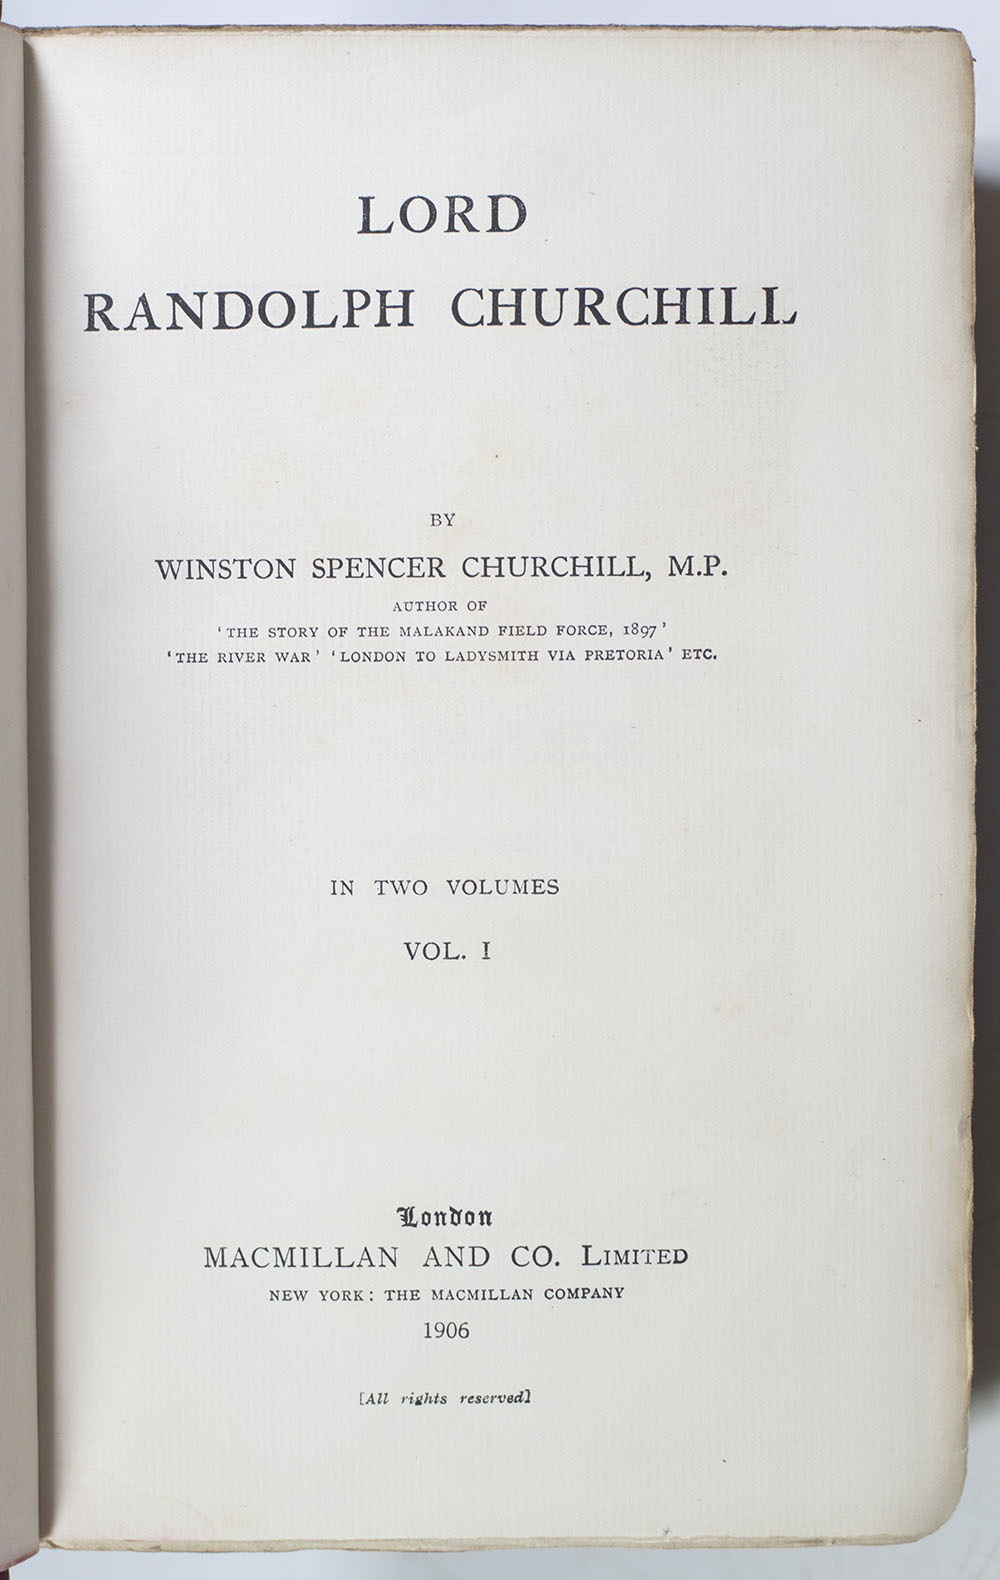 LORD
RANDOLPH CHURCHILL
BY
WINSTON SPENCER CHURCHILL, M.P.
AUTHOR OF
‘THE STORY OF THE MALAKAND FIELD FORCE, 1897’
‘THE RIVER WAR’ ‘LONDON TO LADYSMITH VIA PRETORIA’ ETC.
IN TWO VOLUMES
VOL. I
London
MACMILLAN AND CO. LIMITED
NEW YORK: THE MACMILLAN COMPANY
1906
[All rights reserved]